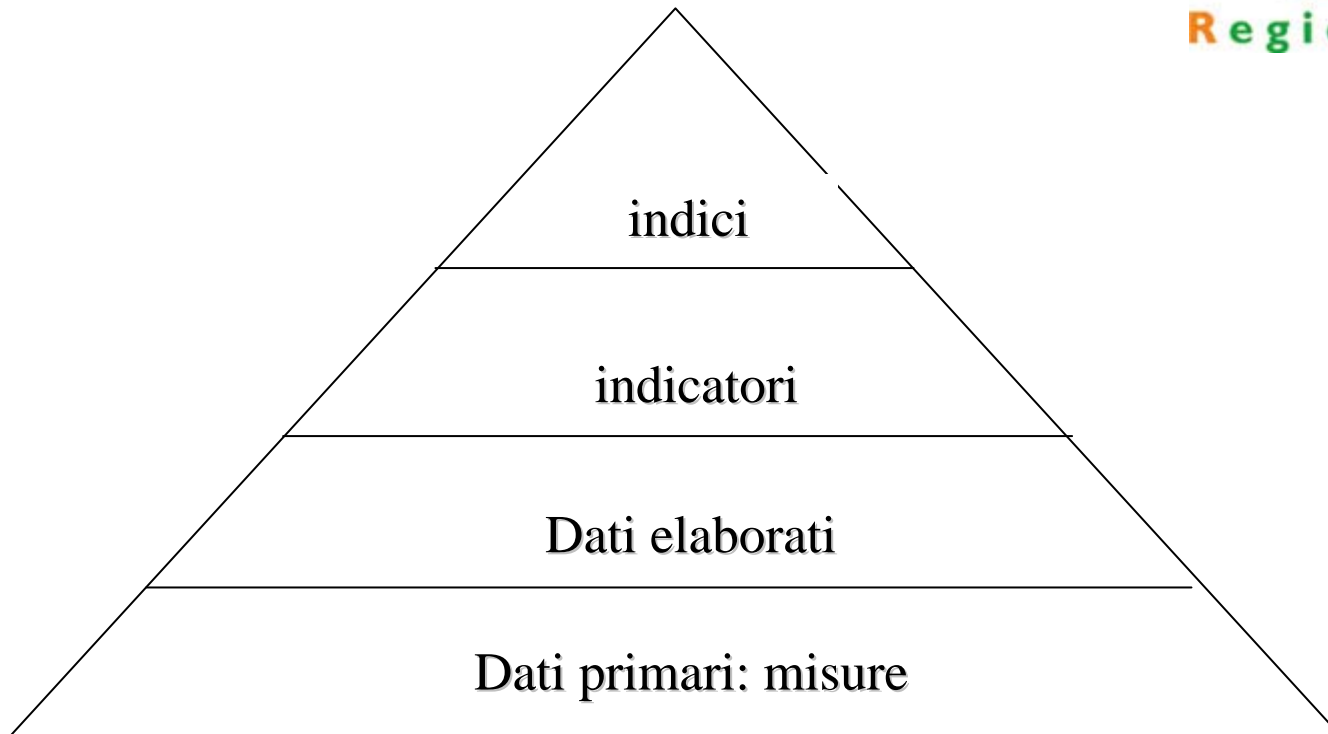 Regi
indici
indicatori
Dati elaborati
Dati primari: misure